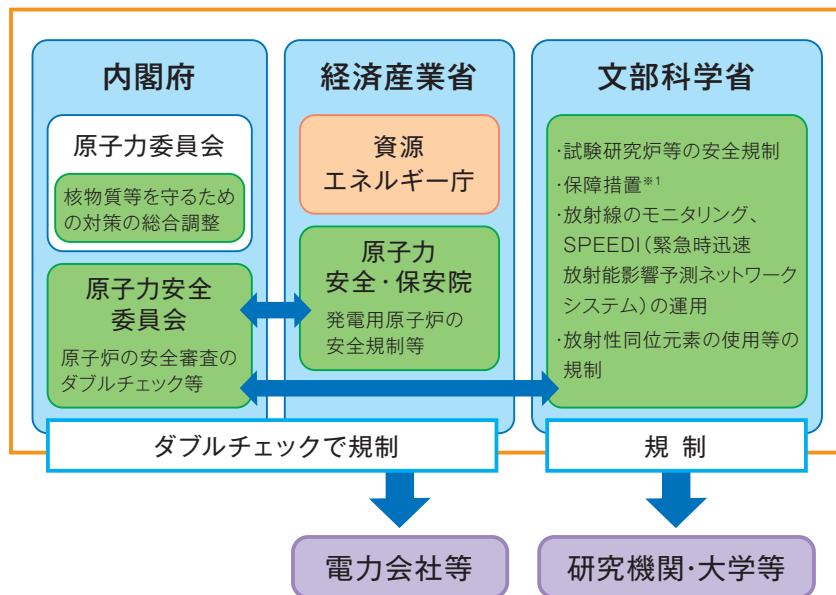 内閣府
原子力委員会
核物質等を守るため
の対策の総合調整
原子力安全
委員会
原子炉の安全審査の
ダブルチェック等
経済産業省
資源
エネルギー庁
原子力
安全・保安院
発電用原子炉の
安全規制等
文部科学省
・試験研究炉等の安全規制
・保障措置※1
・放射線のモニタリング、
SPEEDI(緊急時迅速
放射能影響予測ネットワーク
システム)の運用
・放射性同位元素の使用等の
規制
ダブルチェックで規制
規 制
電力会社等
研究機関・大学等